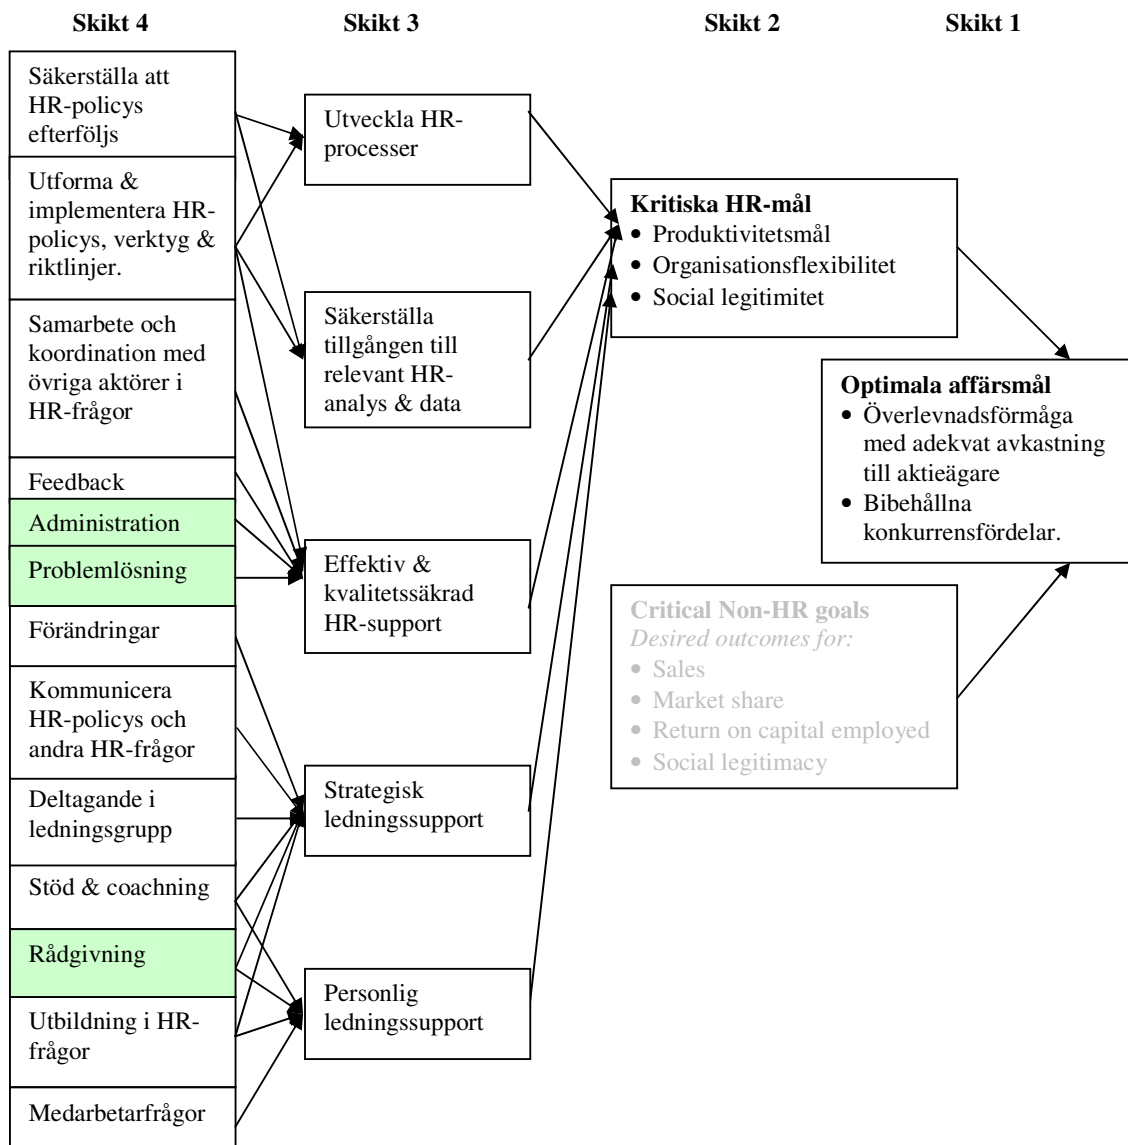 Skikt 4
Skikt 3
Skikt 2
Skikt 1
Säkerställa att
HR-policys
efterföljs
Utforma &
implementera HR-
policys, verktyg &
riktlinjer.
Samarbete och
koordination med
övriga aktörer i
HR-frågor
Feedback
Administration
Problemlösning
Förändringar
Kommunicera
HR-policys och
andra HR-frågor
Deltagande i
ledningsgrupp
Stöd & coachning
Rådgivning
Utbildning i HR-
frågor
Medarbetarfrågor
Utveckla HR-
processer
Säkerställa
tillgången till
relevant HR-
analys & data
Effektiv &
kvalitetssäkrad
HR-support
Strategisk
ledningssupport
Personlig
ledningssupport
Kritiska HR-mål
• Produktivitetsmål
• Organisationsflexibilitet
• Social legitimitet
Critical Non-HR goals
Desired outcomes for:
• Sales
• Market share
• Return on capital employed
• Social legitimacy
Optimala affärsmål
• Överlevnadsförmåga
med adekvat avkastning
till aktieägare
• Bibehållna
konkurrensfördelar.